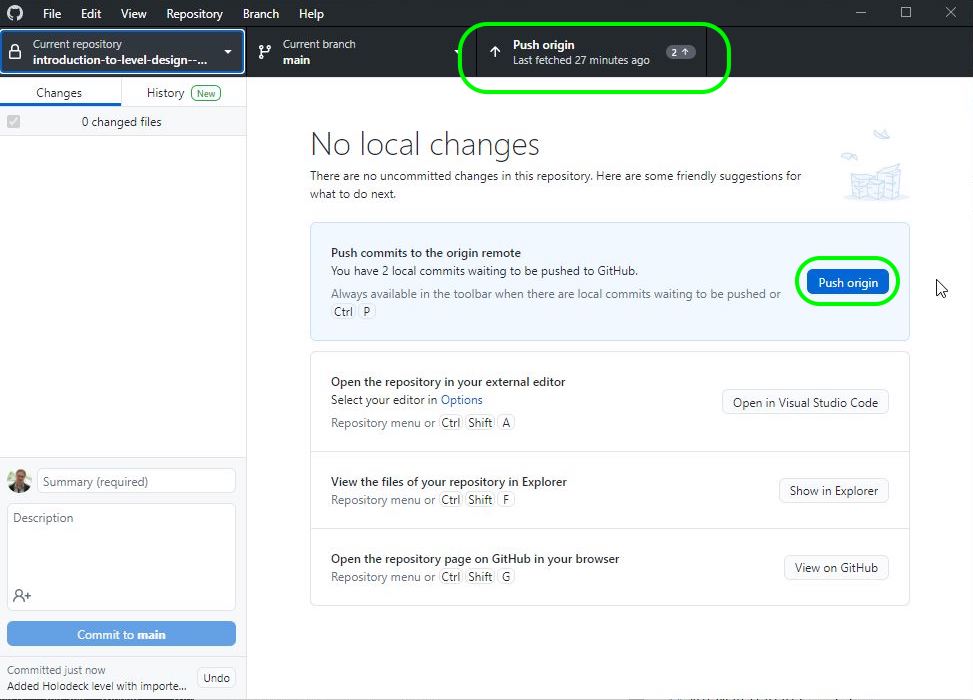 File Edit View Repository Branch Help
Current repository
introduction-to-level-design--...
Current branch
main
Push origin
Last fetched 27 minutes ago
2
Changes
History New
0 changed files
No local changes
There are no uncommitted changes in this repository. Here are some friendly suggestions for
what to do next.
Push commits to the origin remote
You have 2 local commits waiting to be pushed to GitHub.
Always available in the toolbar when there are local commits waiting to be pushed or
Ctrl P
Push origin
Open the repository in your external editor
Select your editor in Options
Repository menu or Ctrl Shift A
Open in Visual Studio Code
View the files of your repository in Explorer
Repository menu or Ctrl Shift F
Show in Explorer
Open the repository page on GitHub in your browser
Repository menu or Ctrl Shift G
View on GitHub
Summary (required)
Description
Commit to main
Committed just now
Added Holodeck level with importe...
Undo